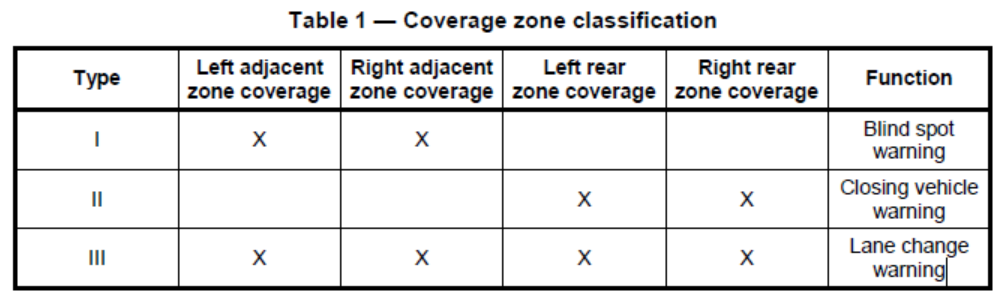 Table 1 — Coverage zone classification
Type
Left adjacent
zone coverage
Right adjacent
zone coverage
Left rear
zone coverage
Right rear
zone coverage
Function
I
X
X
Blind spot
warning
II
X
X
Closing vehicle
warning
III
X
X
X
X
Lane change
warning